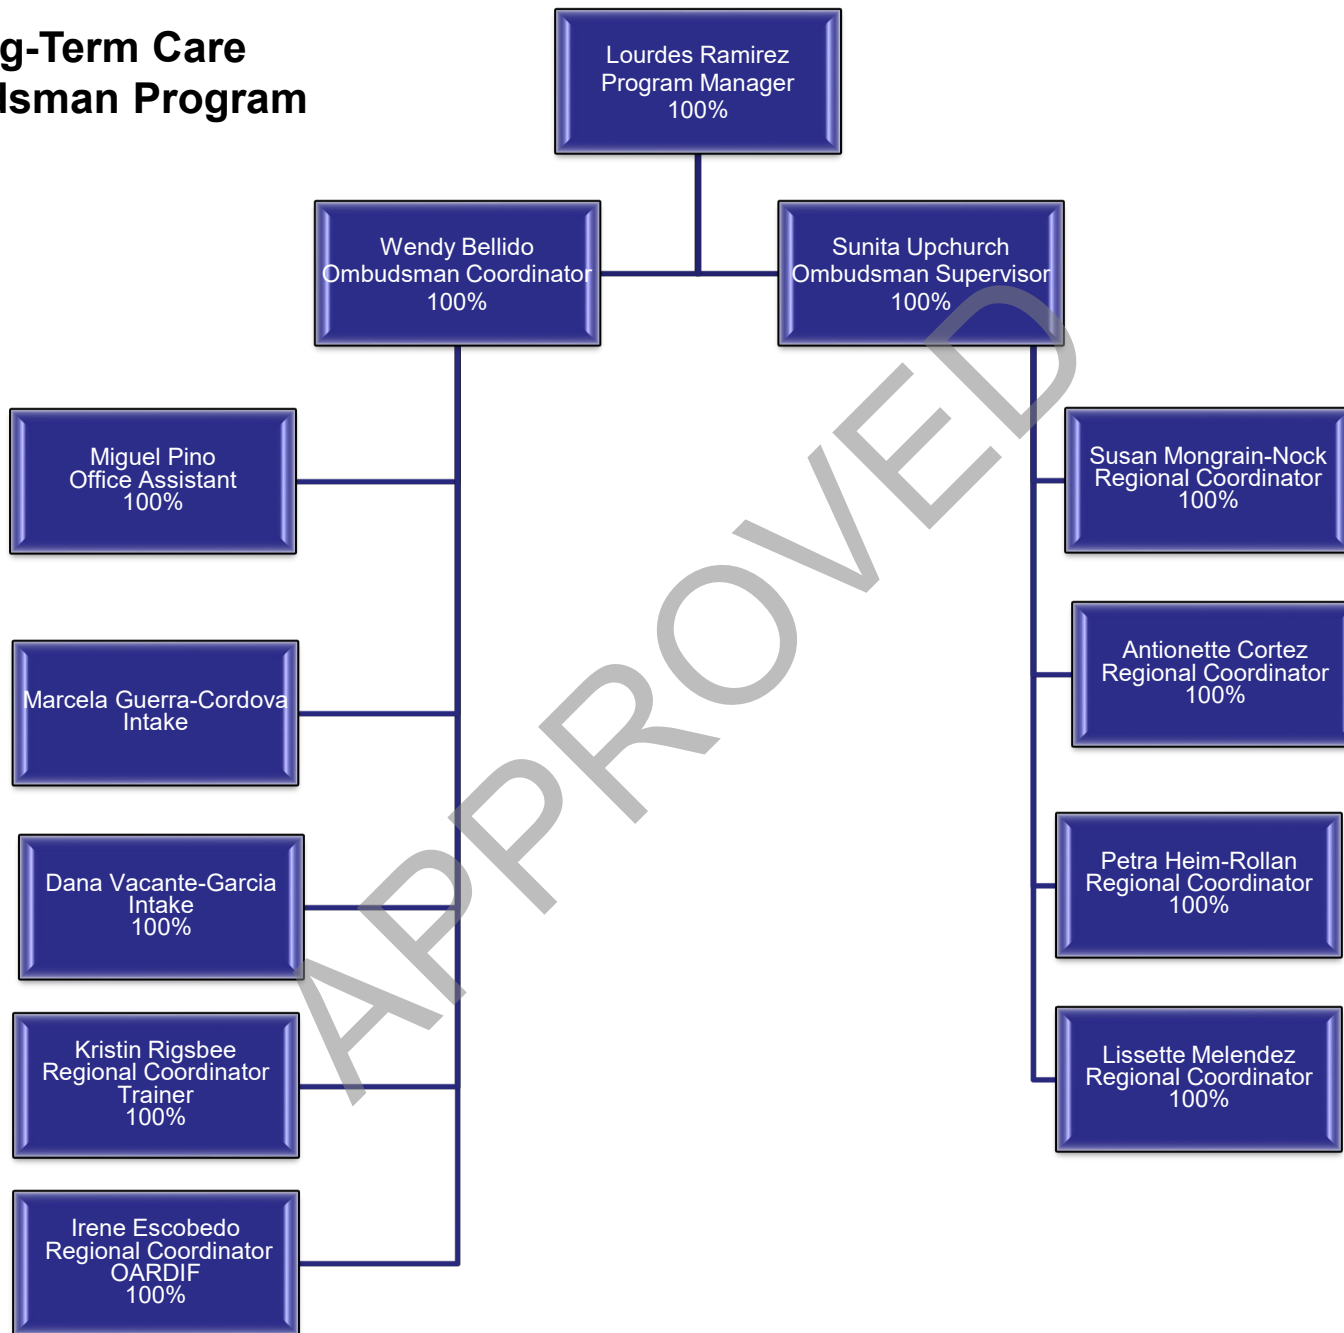 g-Term Care
dsman Program
Lourdes Ramirez
Program Manager
100%
Wendy Bellido
Ombudsman Coordinator
100%
Sunita Upchurch
Ombudsman Supervisor
100%
Miguel Pino
Office Assistant
100%
Susan Mongrain-Nock
Regional Coordinator
100%
Marcela Guerra-Cordova
Intake
Antionette Cortez
Regional Coordinator
100%
Dana Vacante-Garcia
Intake
100%
Petra Heim-Rollan
Regional Coordinator
100%
Kristin Rigsbee
Regional Coordinator
Trainer
100%
Lissette Melendez
Regional Coordinator
100%
Irene Escobedo
Regional Coordinator
OARDIF
100%
APPROVED